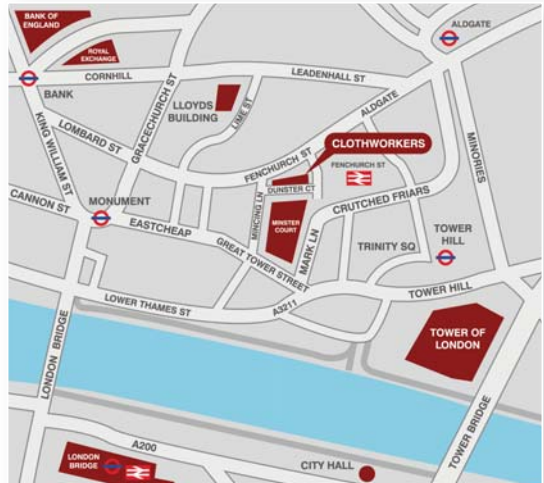 BANK OF
ENGLAND
ROYAL
EXCHANGE
ALDGATE
CORNHILL
LEADENHALL ST
BANK
LLOYDS
BUILDING
LIME ST
GRACECHURCH ST
KING WILLIAM ST
LOMBARD ST
ALDGATE
FENCHURCH ST
CLOTHWORKERS
FENCHURCH ST
MINORIES
DUNSTER CT
MINCING LN
CRUTCHED FRIARS
CANNON ST
MONUMENT
EASTCHEAP
MINSTER
COURT
MARK LN
TRINITY SQ
TOWER
HILL
GREAT TOWER STREET
LOWER THAMES ST
A3211
TOWER HILL
TOWER OF
LONDON
LONDON BRIDGE
TOWER BRIDGE
A200
LONDON
BRIDGE
CITY HALL